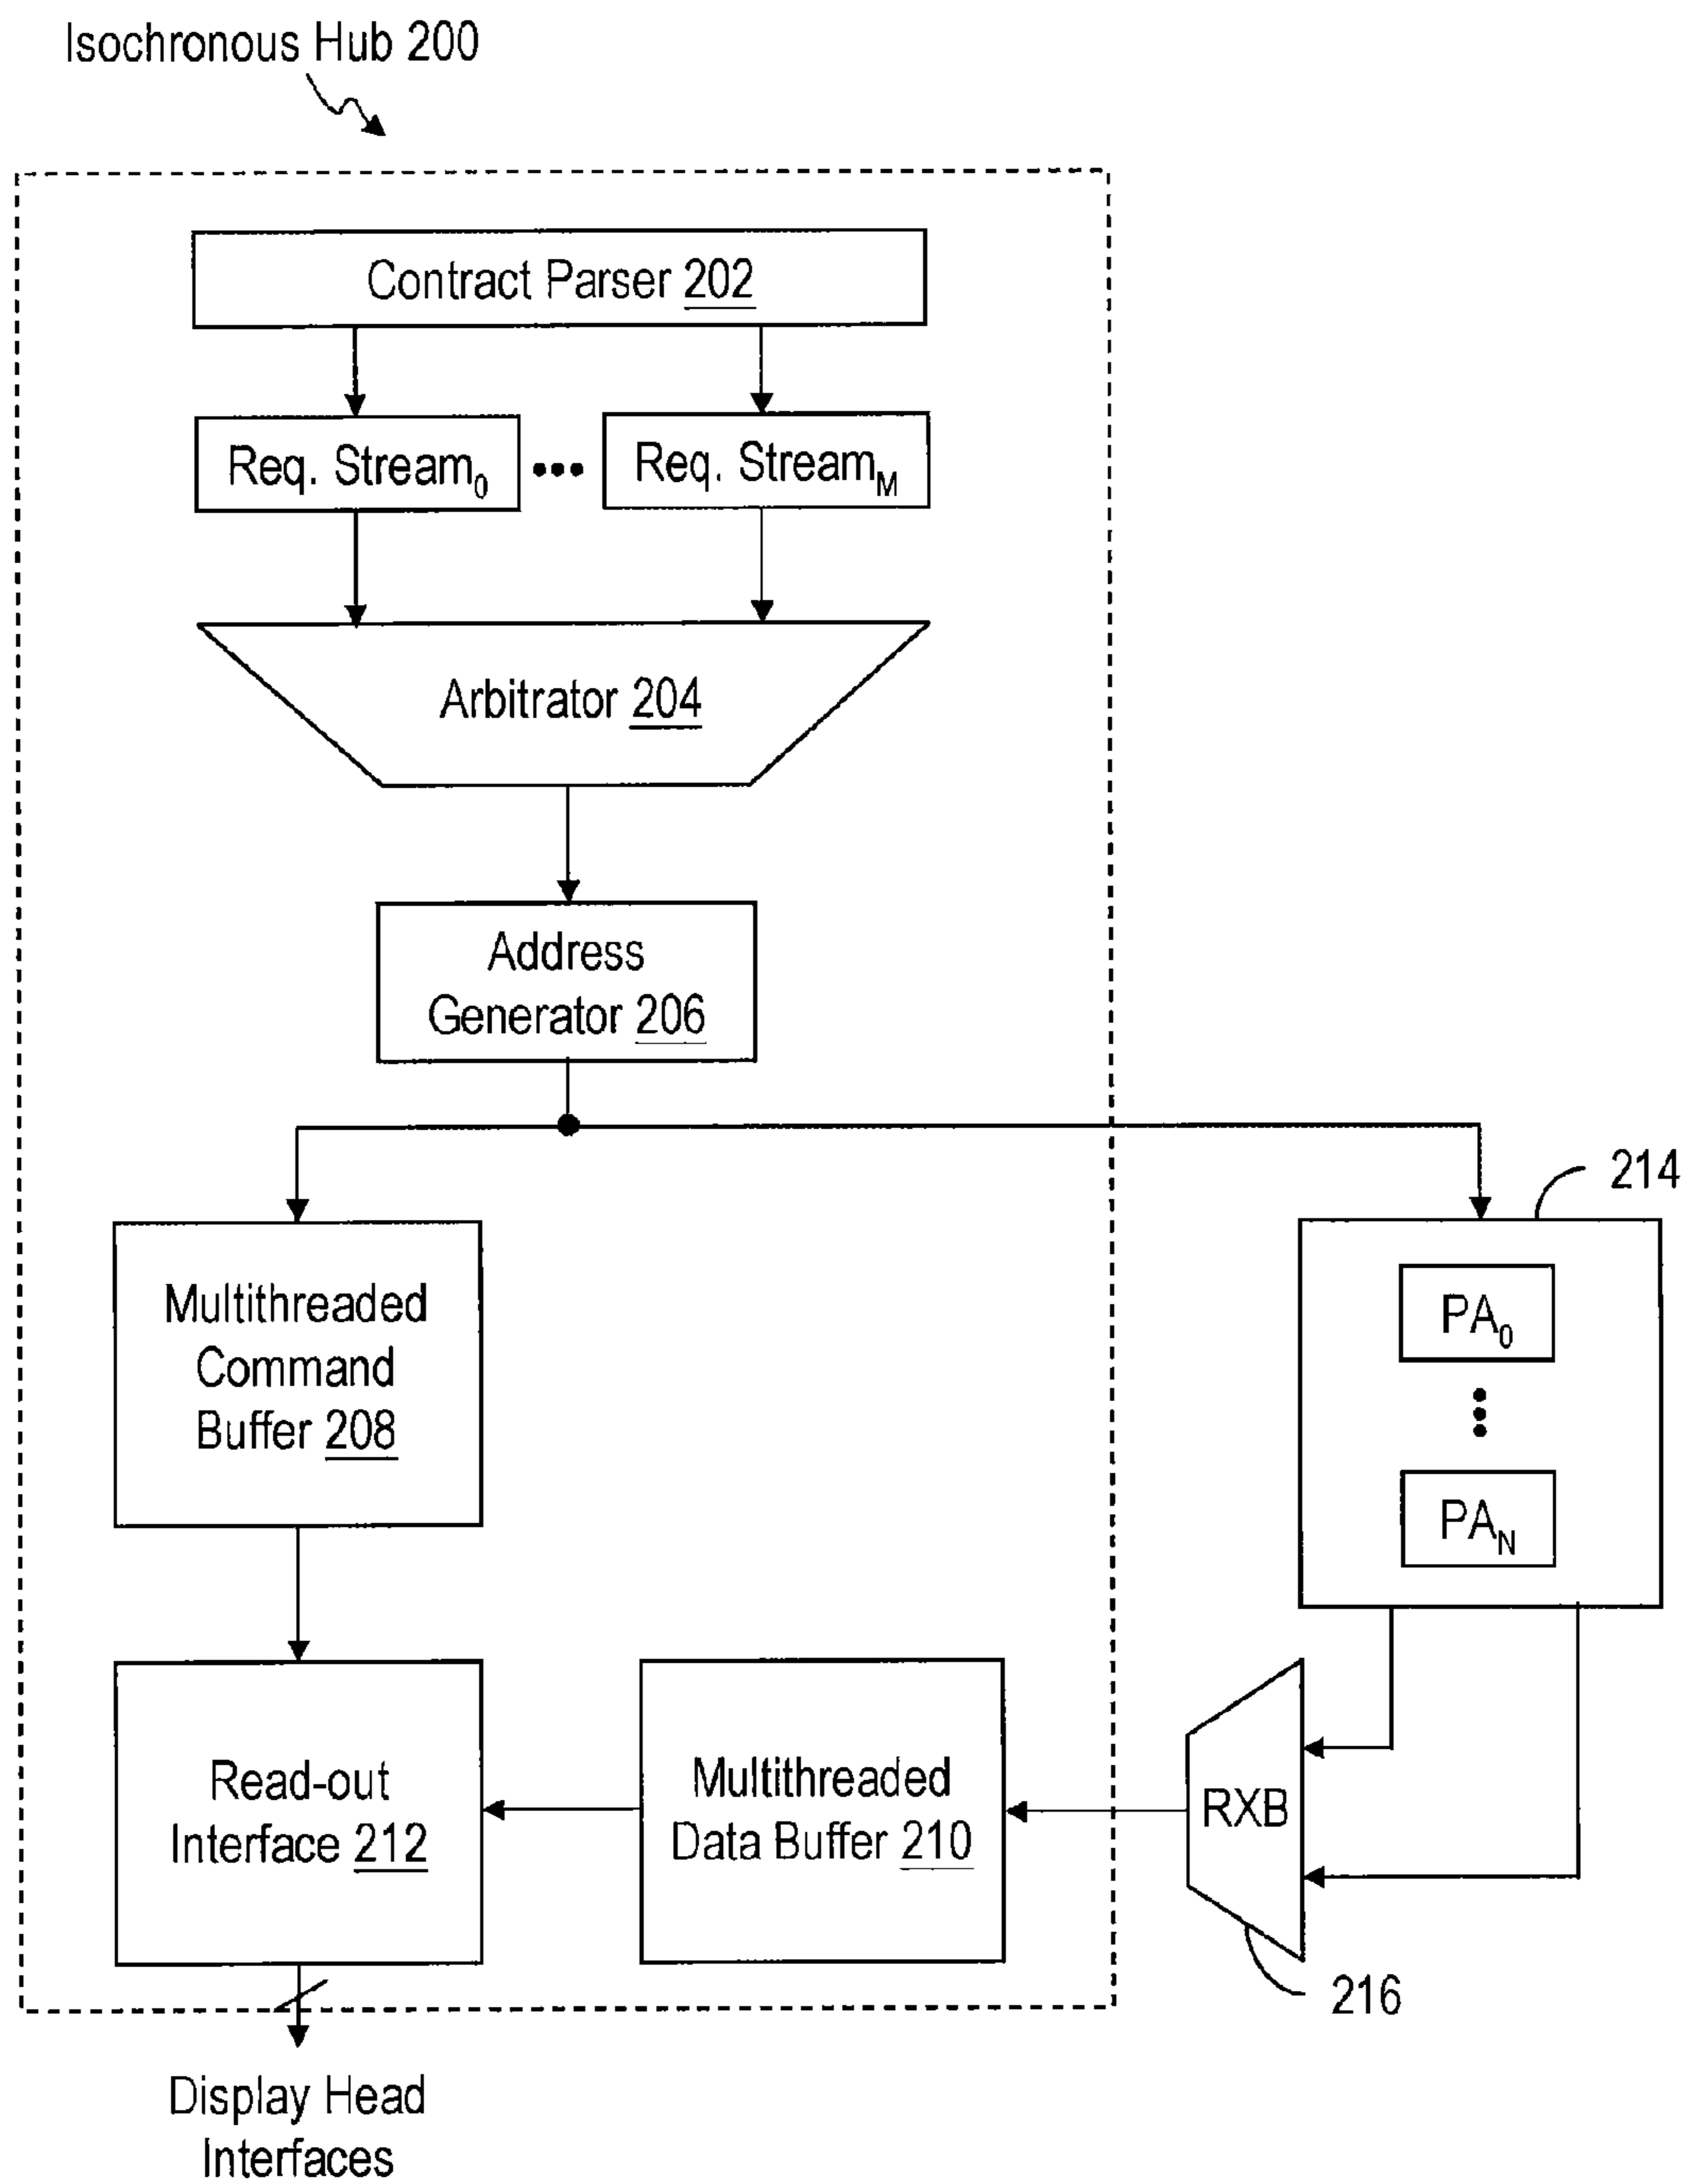 Isochronous Hub 200
Contract Parser 202
Req. Stream₀ ••• Req. Streamₘ
Arbitrator 204
Address
Generator 206
214
Multithreaded
Command
Buffer 208
PA₀
PA_N
Read-out
Interface 212
Multithreaded
Data Buffer 210
RXB
216
Display Head
Interfaces